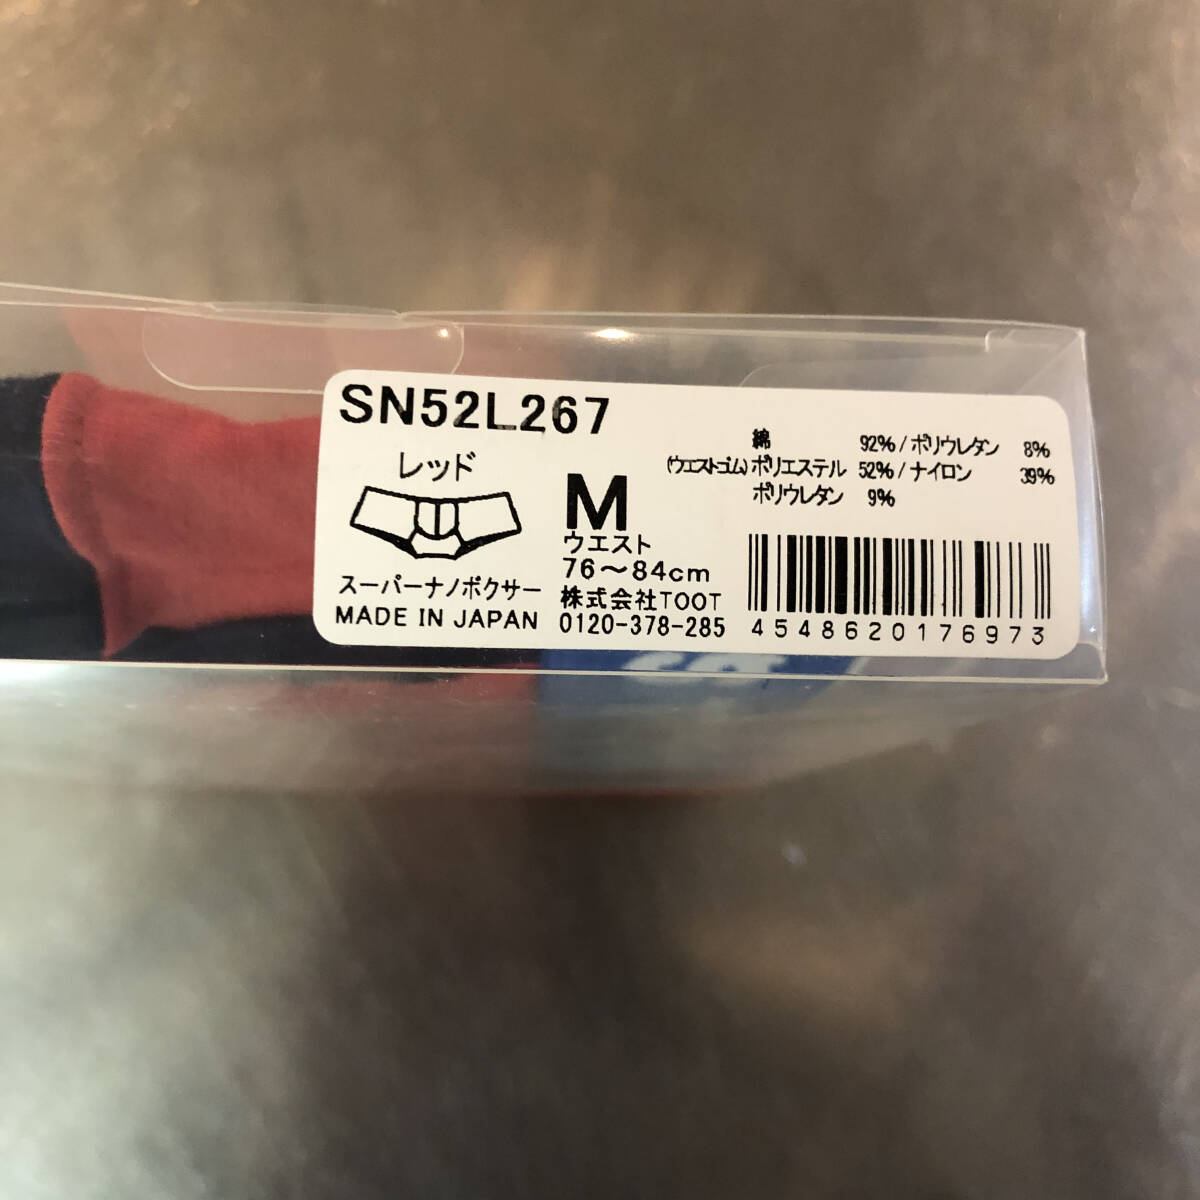 SN52L267
レッド
スーパーナノボクサー
MADE IN JAPAN
M
ウエスト
76～84cm
株式会社TOOT
0120-378-285
綿 92%/ポリウレタン 8%
(ウエストゴム)ポリエステル 52%/ナイロン 39%
ポリウレタン 9%
4548620176973